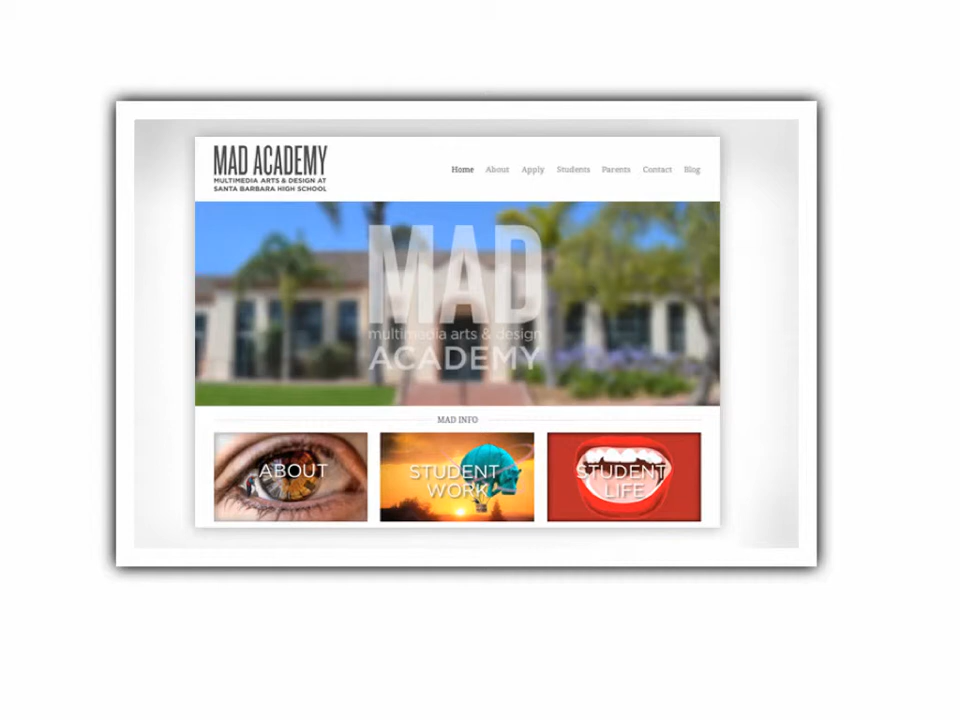 MAD ACADEMY
MULTIMEDIA ARTS & DESIGN AT
SANTA BARBARA HIGH SCHOOL
Home About Apply Students Parents Contact Blog
MAD
multimedia arts & design
ACADEMY
MAD INFO
ABOUT
STUDENT
WORK
STUDENT
LIFE